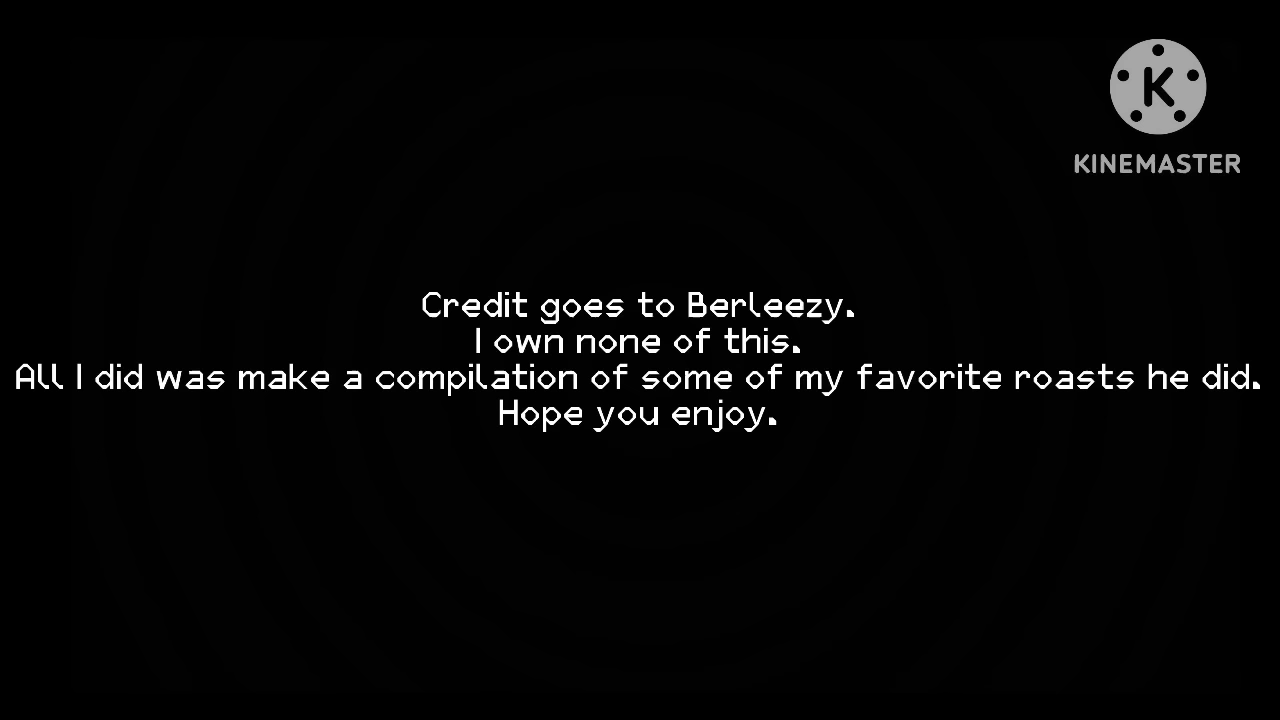 K
KINEMASTER
Credit goes to Berleezy.
I own none of this.
All I did was make a compilation of some of my favorite roasts he did.
Hope you enjoy.